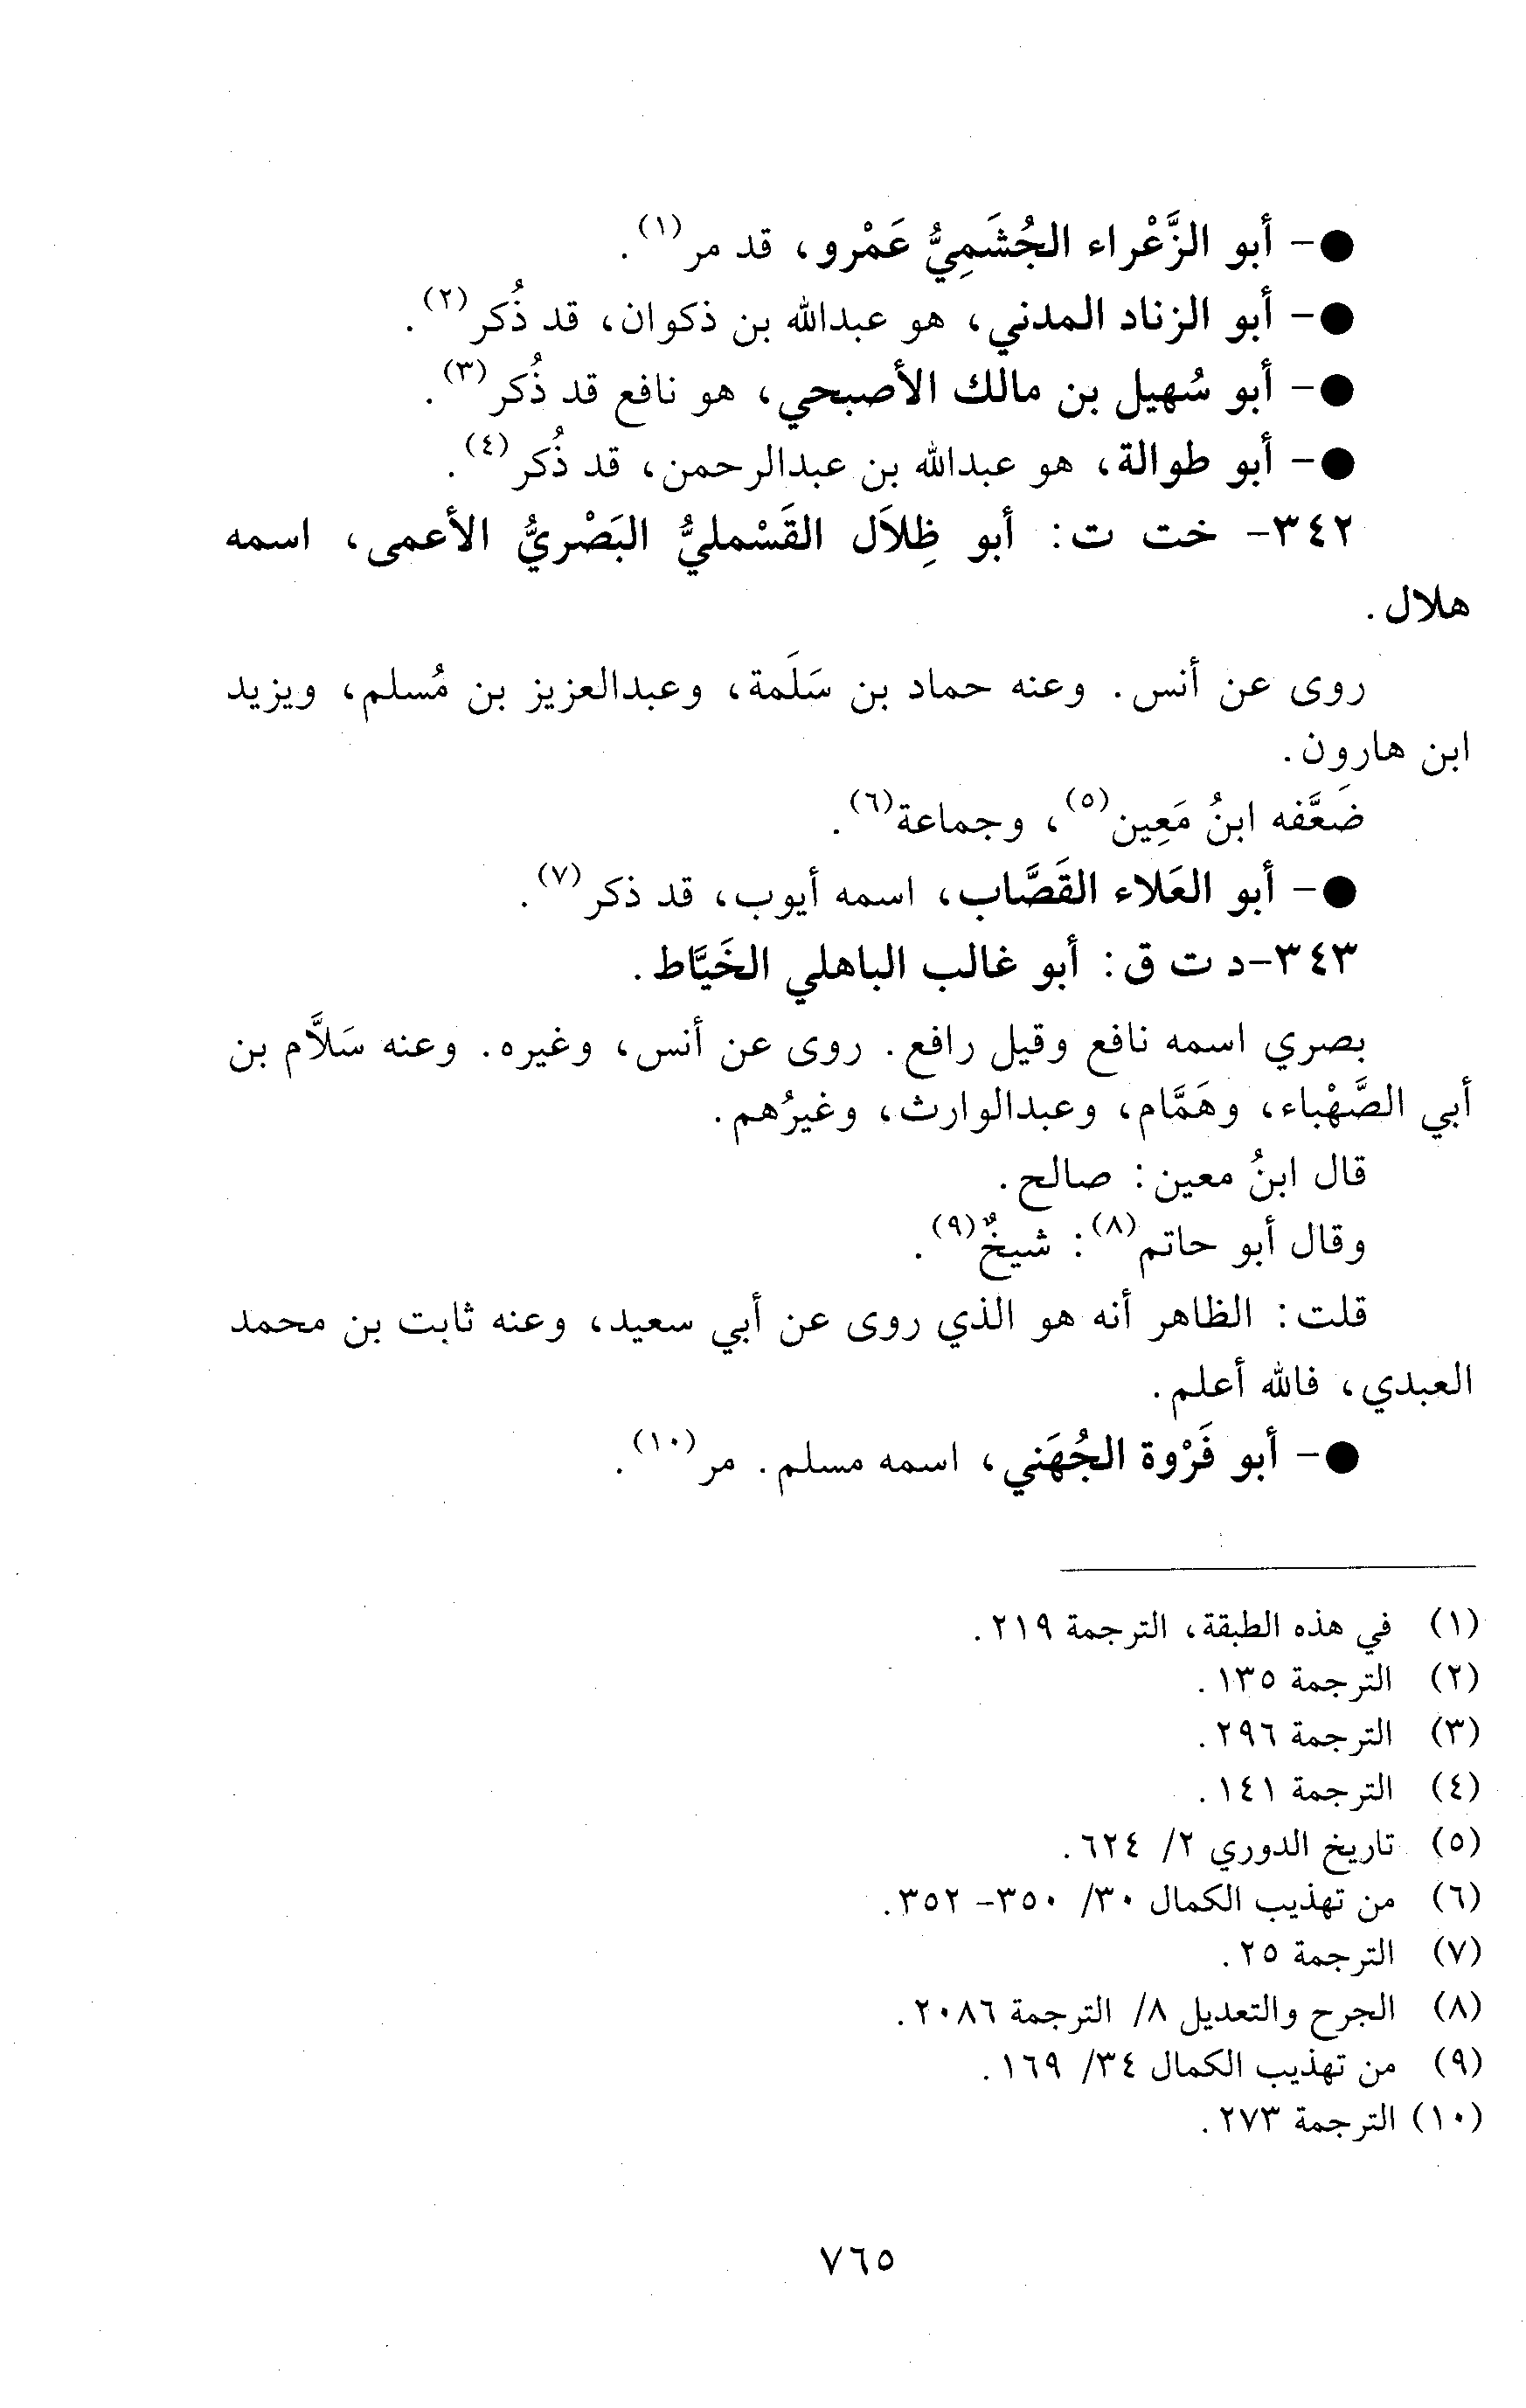 ●- أبو الزَّعْراء الجُشَمِيُّ عَمْرو، قد مر(١).
●- أبو الزناد المدني، هو عبدالله بن ذكوان، قد ذُكر(٢).
●- أبو سُهيل بن مالك الأصبحي، هو نافع قد ذُكر(٣).
●- أبو طوالة، هو عبدالله بن عبدالرحمن، قد ذُكر(٤).
٣٤٢- خت ت: أبو ظِلاَل القَسْمليُّ البَصْريُّ الأعمى، اسمه
هلال.
روى عن أنس. وعنه حماد بن سَلَمة، وعبدالعزيز بن مُسلم، ويزيد
ابن هارون.
ضَعَّفه ابنُ مَعِين(٥)، وجماعة(٦).
●- أبو العَلاء القَصَّاب، اسمه أيوب، قد ذكر(٧).
٣٤٣-د ت ق: أبو غالب الباهلي الخَيَّاط.
بصري اسمه نافع وقيل رافع. روى عن أنس، وغيره. وعنه سَلاَّم بن
أبي الصَّهْباء، وهَمَّام، وعبدالوارث، وغيرُهم.
قال ابنُ معين: صالح.
وقال أبو حاتم(٨): شيخٌ(٩).
قلت: الظاهر أنه هو الذي روى عن أبي سعيد، وعنه ثابت بن محمد
العبدي، فالله أعلم.
●- أبو فَرْوة الجُهَني، اسمه مسلم. مر(١٠).
(١) في هذه الطبقة، الترجمة ٢١٩.
(٢) الترجمة ١٣٥.
(٣) الترجمة ٢٩٦.
(٤) الترجمة ١٤١.
(٥) تاريخ الدوري ٢/ ٦٢٤.
(٦) من تهذيب الكمال ٣٠/ ٣٥٠- ٣٥٢.
(٧) الترجمة ٢٥.
(٨) الجرح والتعديل ٨/ الترجمة ٢٠٨٦.
(٩) من تهذيب الكمال ٣٤/ ١٦٩.
(١٠) الترجمة ٢٧٣.
٧٦٥